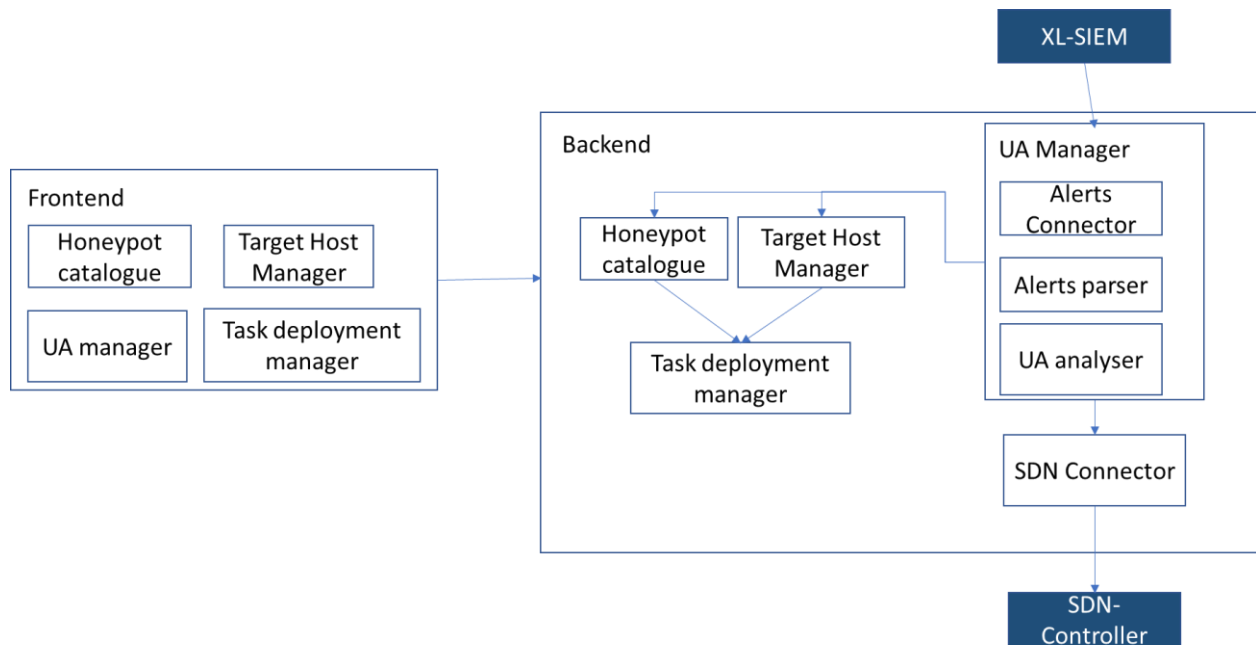 XL-SIEM
Frontend
Honeypot
catalogue
Target Host
Manager
UA manager
Task deployment
manager
Backend
Honeypot
catalogue
Target Host
Manager
Task deployment
manager
UA Manager
Alerts
Connector
Alerts parser
UA analyser
SDN Connector
SDN-
Controller